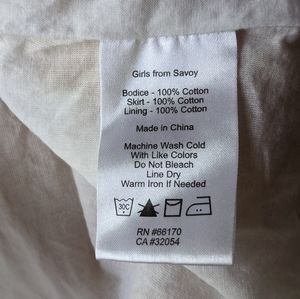 Girls from Savoy
Bodice - 100% Cotton
Skirt - 100% Cotton
Lining - 100% Cotton
Made in China
Machine Wash Cold
With Like Colors
Do Not Bleach
Line Dry
Warm Iron If Needed
30C
RN #66170
CA #32054